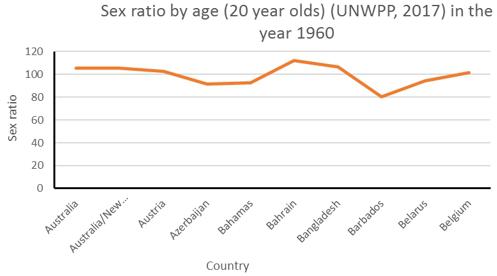 Sex ratio by age (20 year olds) (UNWPP, 2017) in the
year 1960
120
100
80
60
40
20
0
Sex ratio
Australia
Australia/New...
Austria
Azerbaijan
Bahamas
Bahrain
Bangladesh
Barbados
Belarus
Belgium
Country